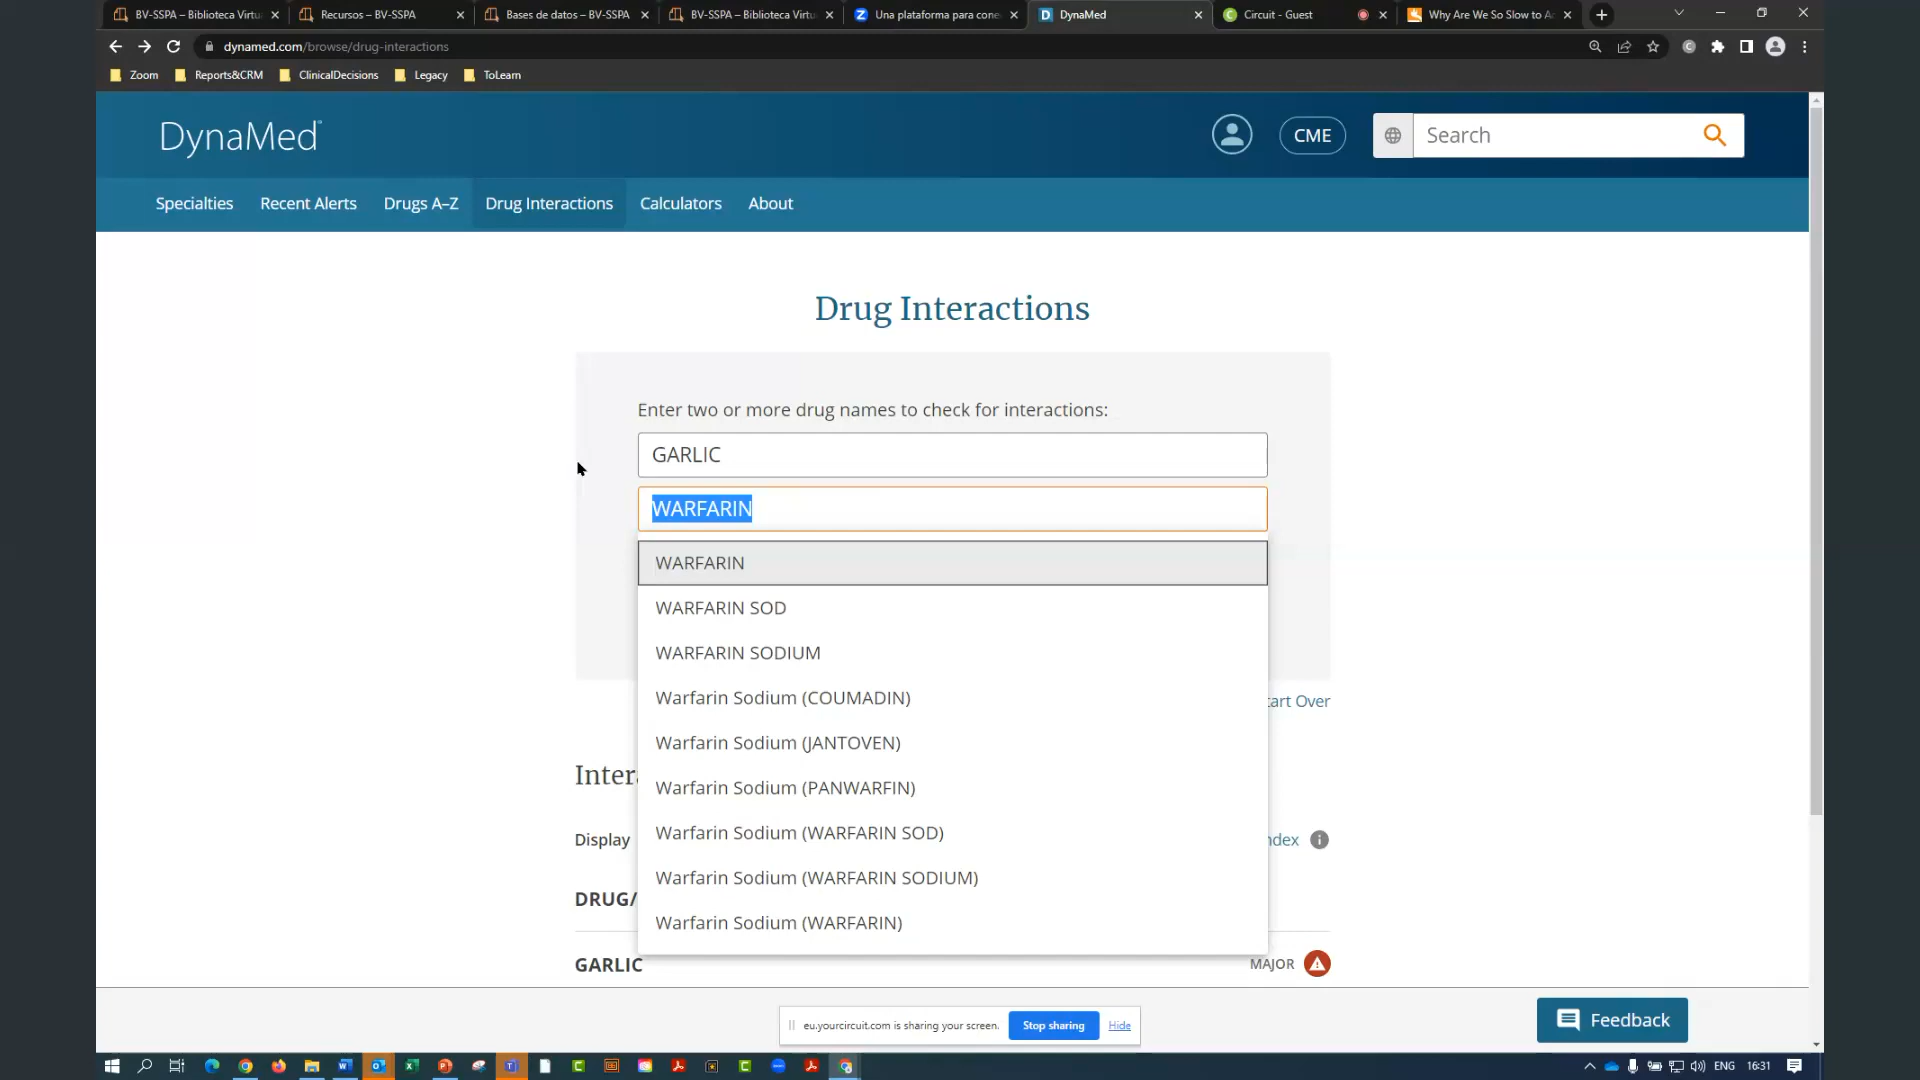 BV-SSPA – Biblioteca Virtu
Recursos – BV-SSPA
Bases de datos – BV-SSPA
BV-SSPA – Biblioteca Virtu
Una plataforma para cone
DynaMed
Circuit - Guest
Why Are We So Slow to A
dynamed.com/browse/drug-interactions
Zoom
Reports&CRM
ClinicalDecisions
Legacy
ToLearn
DynaMed
CME
Search
Specialties
Recent Alerts
Drugs A–Z
Drug Interactions
Calculators
About
Drug Interactions
Enter two or more drug names to check for interactions:
GARLIC
WARFARIN
WARFARIN
WARFARIN SOD
WARFARIN SODIUM
Warfarin Sodium (COUMADIN)
tart Over
Warfarin Sodium (JANTOVEN)
Inter
Warfarin Sodium (PANWARFIN)
Display
Warfarin Sodium (WARFARIN SOD)
ndex
Warfarin Sodium (WARFARIN SODIUM)
DRUG/
Warfarin Sodium (WARFARIN)
GARLIC
MAJOR
eu.yourcircuit.com is sharing your screen.
Stop sharing
Hide
Feedback
ENG
16:31